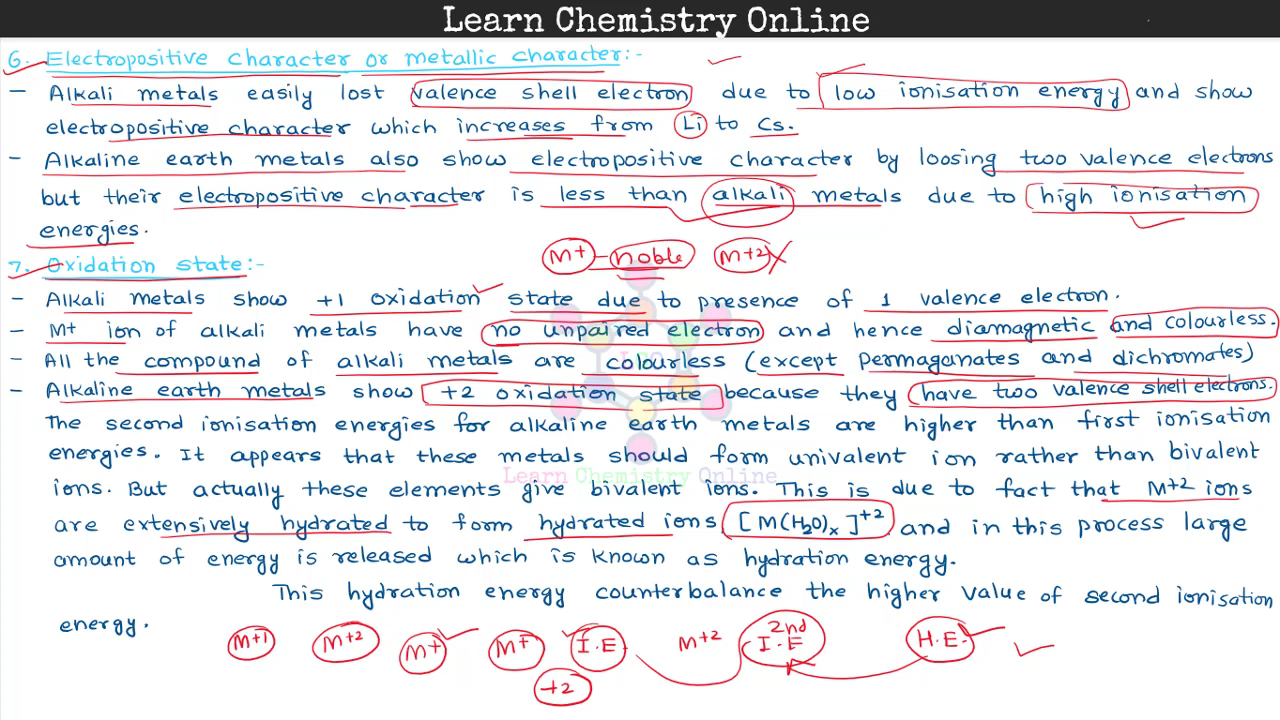 Learn Chemistry Online
6. Electropositive character or metallic character:-
- Alkali metals easily lost valence shell electron due to low ionisation energy and show
electropositive character which increases from Li to Cs.
- Alkaline earth metals also show electropositive character by loosing two valence electrons
but their electropositive character is less than alkali metals due to high ionisation
energies.
M+ - noble M+2 X
7. Oxidation state:-
- Alkali metals show +1 oxidation state due to presence of 1 valence electron.
- M+ ion of alkali metals have no unpaired electron and hence diamagnetic and colourless.
- All the compound of alkali metals are colourless (except permaganates and dichromates)
- Alkaline earth metals show +2 oxidation state because they have two valence shell electrons.
The second ionisation energies for alkaline earth metals are higher than first ionisation
energies. It appears that these metals should form univalent ion rather than bivalent
Learn Chemistry Online
ions. But actually these elements give bivalent ions. This is due to fact that M+2 ions
are extensively hydrated to form hydrated ions [M(H2O)x]+2 and in this process large
amount of energy is released which is known as hydration energy.
This hydration energy counterbalance the higher value of second ionisation
energy.
M+1 M+2 M+ M+ I.E M+2 2nd I.E H.E.
+2